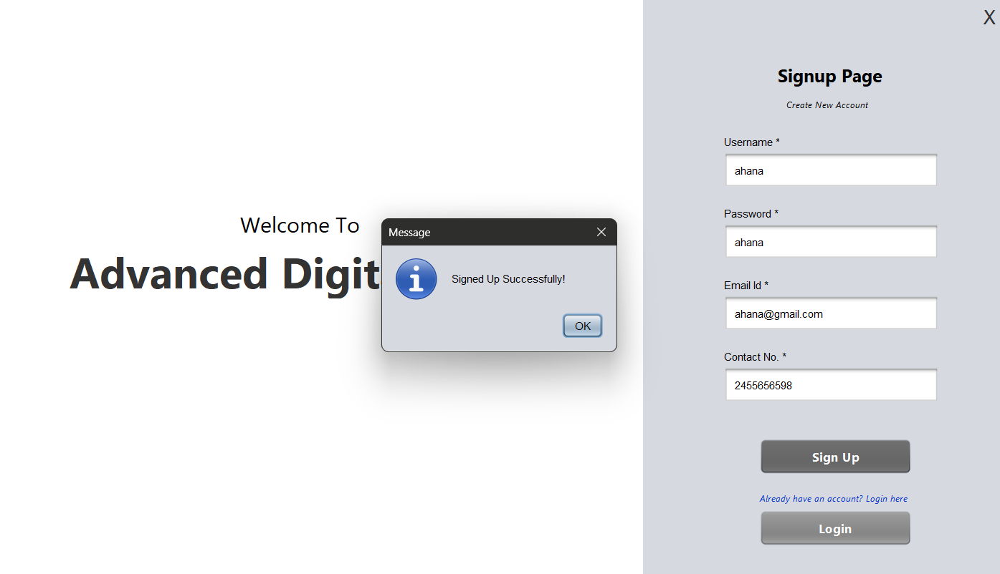 X
Welcome To
Advanced Digit
Message
Signed Up Successfully!
OK
Signup Page
Create New Account
Username *
ahana
Password *
ahana
Email Id *
ahana@gmail.com
Contact No. *
2455656598
Sign Up
Already have an account? Login here
Login